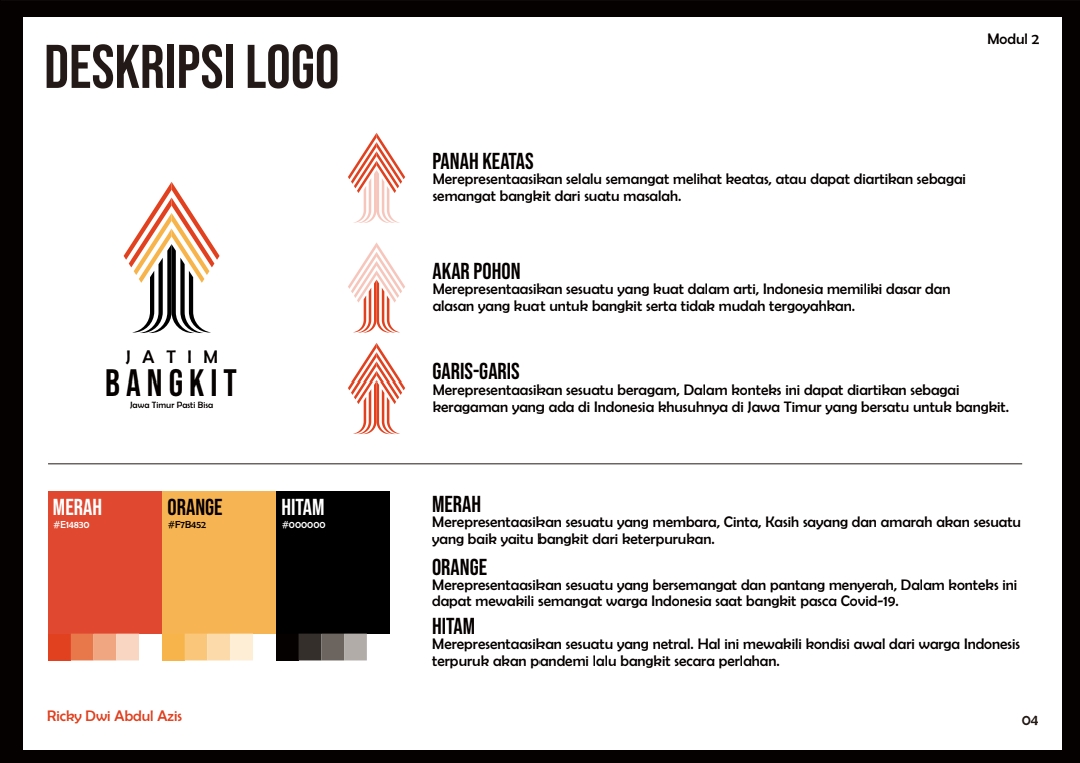 DESKRIPSI LOGO
Modul 2
JATIM
BANGKIT
Jawa Timur Pasti Bisa
PANAH KEATAS
Merepresentaasikan selalu semangat melihat keatas, atau dapat diartikan sebagai
semangat bangkit dari suatu masalah.
AKAR POHON
Merepresentaasikan sesuatu yang kuat dalam arti, Indonesia memiliki dasar dan
alasan yang kuat untuk bangkit serta tidak mudah tergoyahkan.
GARIS-GARIS
Merepresentaasikan sesuatu beragam, Dalam konteks ini dapat diartikan sebagai
keragaman yang ada di Indonesia khusuhnya di Jawa Timur yang bersatu untuk bangkit.
MERAH
#E14830
ORANGE
#F7B452
HITAM
#000000
MERAH
Merepresentaasikan sesuatu yang membara, Cinta, Kasih sayang dan amarah akan sesuatu
yang baik yaitu bangkit dari keterpurukan.
ORANGE
Merepresentaasikan sesuatu yang bersemangat dan pantang menyerah, Dalam konteks ini
dapat mewakili semangat warga Indonesia saat bangkit pasca Covid-19.
HITAM
Merepresentaasikan sesuatu yang netral. Hal ini mewakili kondisi awal dari warga Indonesis
terpuruk akan pandemi lalu bangkit secara perlahan.
Ricky Dwi Abdul Azis
04